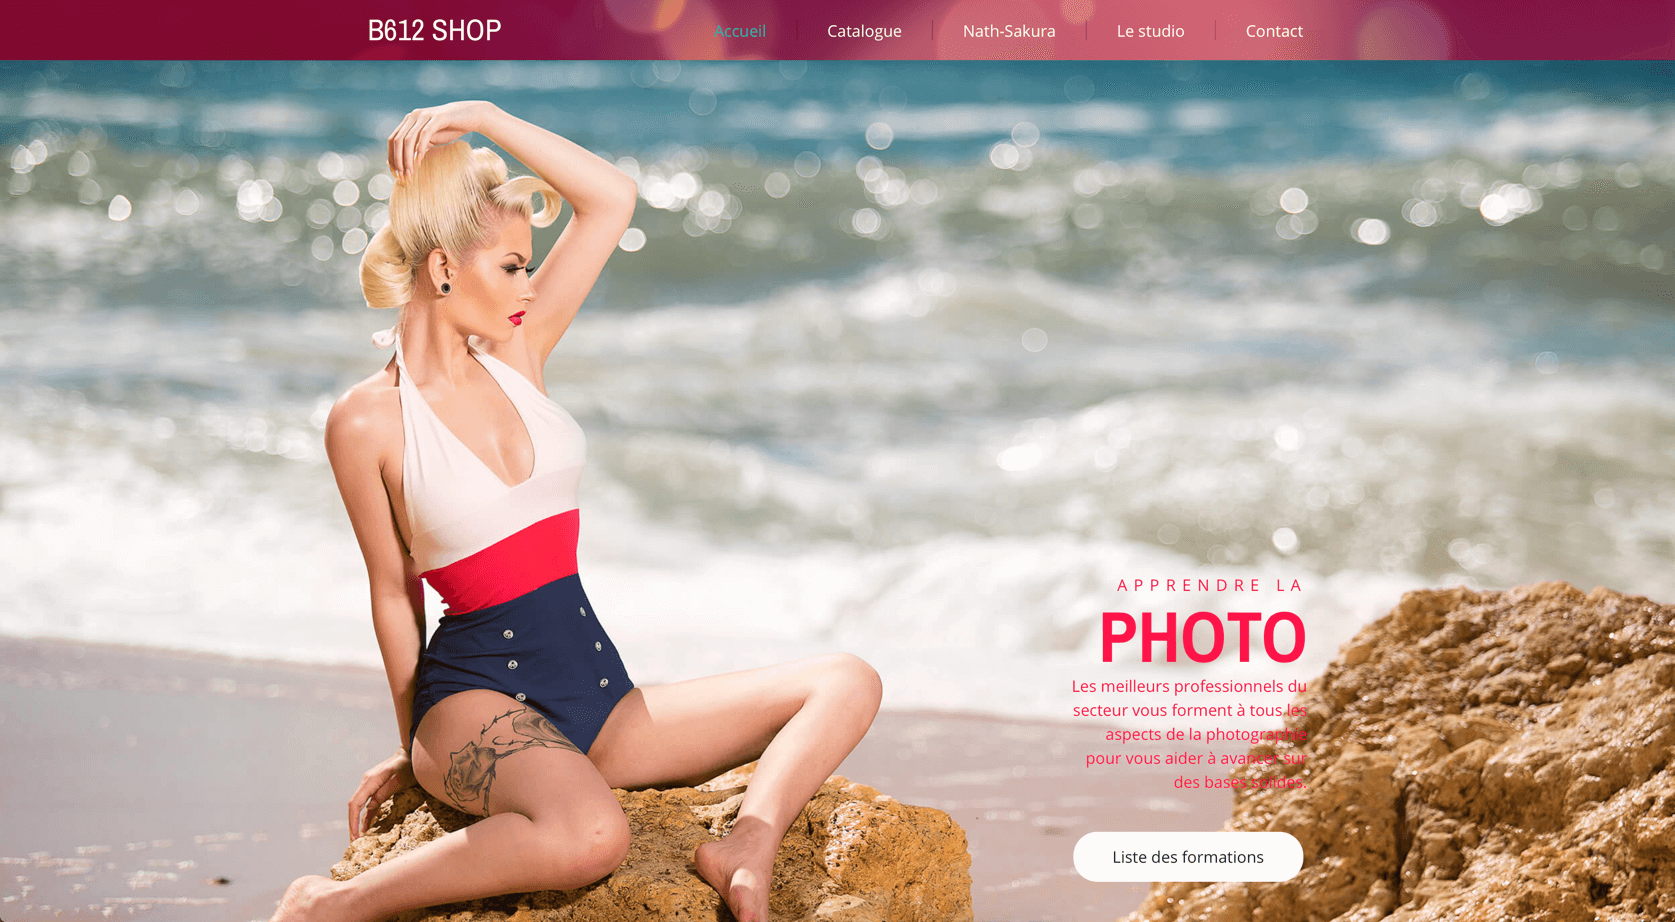 B612 SHOP
Accueil
Catalogue
Nath-Sakura
Le studio
Contact
APPRENDRE LA
PHOTO
Les meilleurs professionnels du
secteur vous forment à tous les
aspects de la photographie
pour vous aider à avancer sur
des bases solides.
Liste des formations